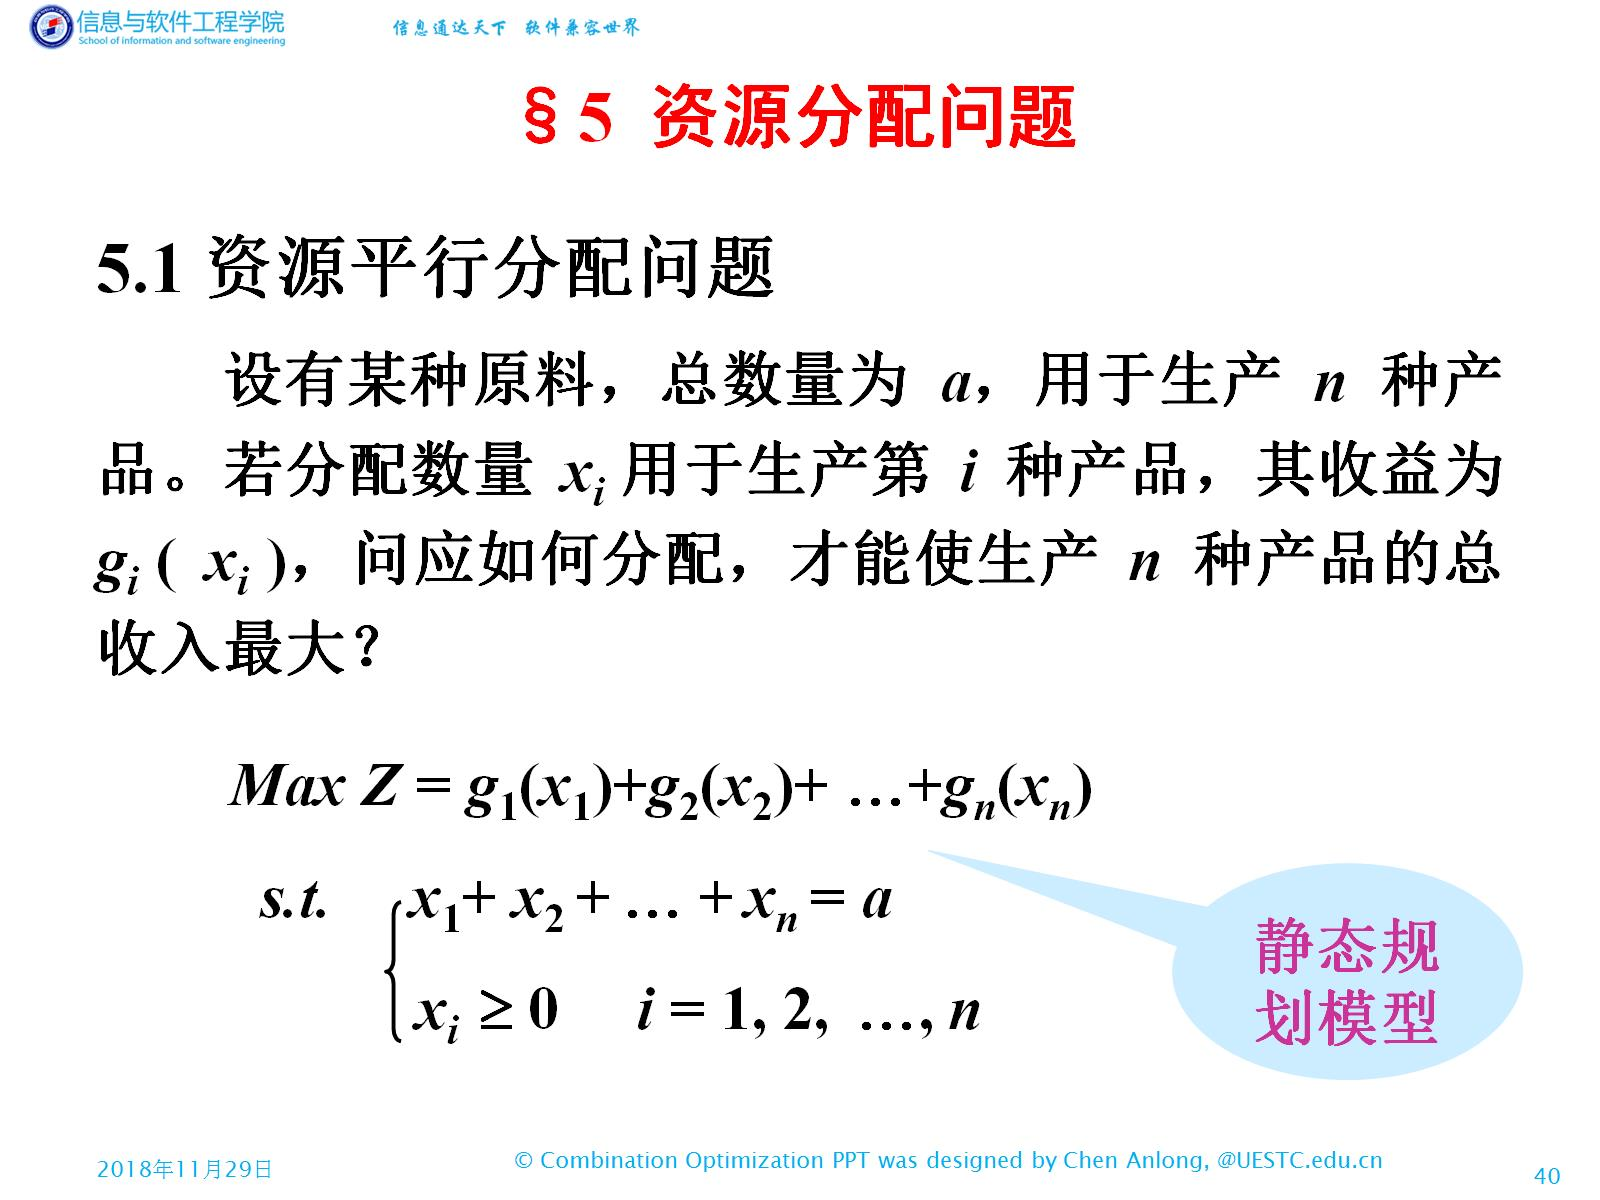 信息与软件工程学院
School of information and software engineering
信息通达天下 软件兼容世界
§5 资源分配问题
5.1 资源平行分配问题
设有某种原料，总数量为 a，用于生产 n 种产
品。若分配数量 xᵢ 用于生产第 i 种产品，其收益为
gᵢ ( xᵢ )，问应如何分配，才能使生产 n 种产品的总
收入最大？
Max Z = g₁(x₁)+g₂(x₂)+ …+gₙ(xₙ)
s.t. x₁+ x₂ + … + xₙ = a
xᵢ ≥ 0 i = 1, 2, …, n
静态规
划模型
2018年11月29日
© Combination Optimization PPT was designed by Chen Anlong, @UESTC.edu.cn
40